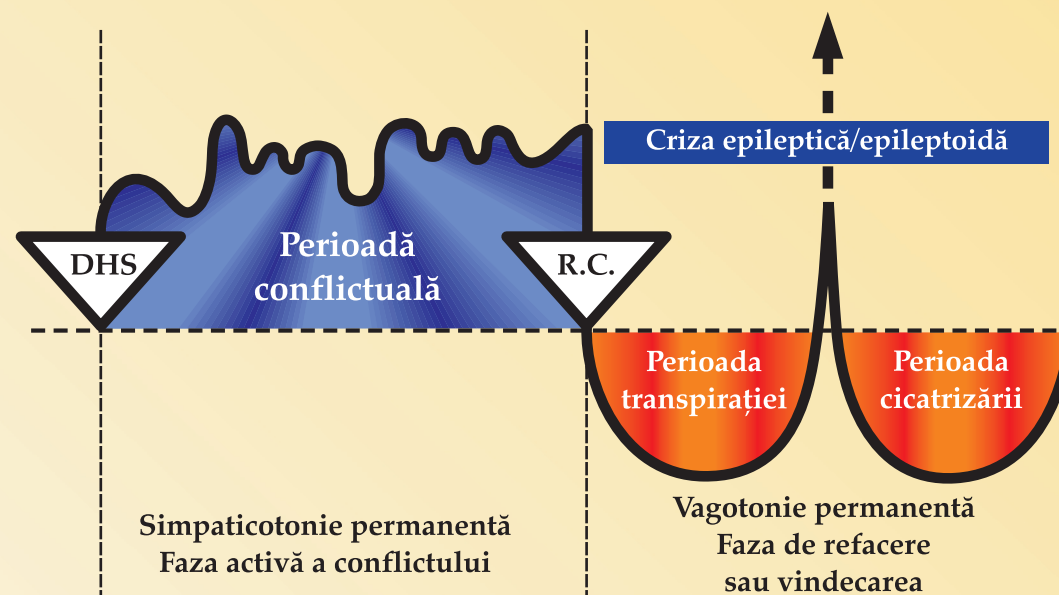 Criza epileptică/epileptoidă
Perioadă
conflictuală
DHS
R.C.
Perioada
transpirației
Perioada
cicatrizării
Simpaticotonie permanentă
Faza activă a conflictului
Vagotonie permanentă
Faza de refacere
sau vindecarea